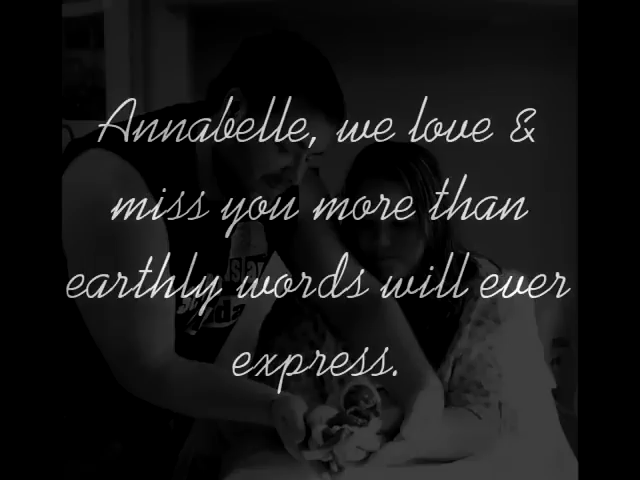 Annabelle, we love &
miss you more than
earthly words will ever
express.